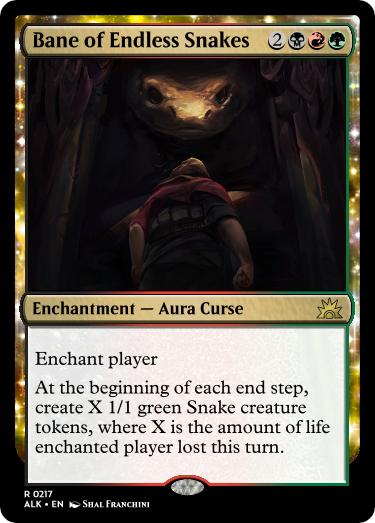 Bane of Endless Snakes 2
Enchantment — Aura Curse
Enchant player
At the beginning of each end step,
create X 1/1 green Snake creature
tokens, where X is the amount of life
enchanted player lost this turn.
R 0217
ALK • EN Shal Franchini